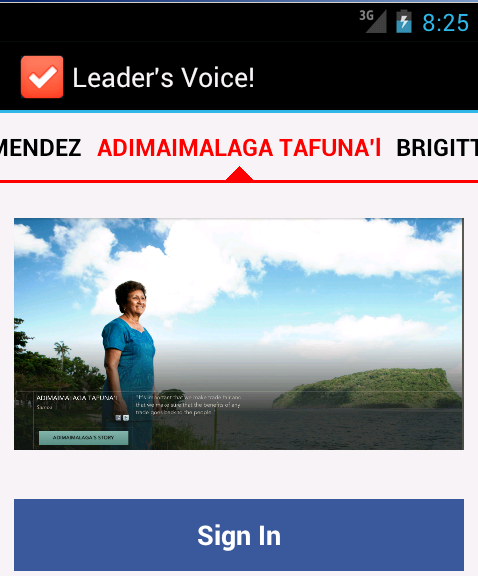 3G 8:25
Leader's Voice!
MENDEZ ADIMAIMALAGA TAFUNA'I BRIGITT
ADIMAIMALAGA TAFUNA'I
Samoa
"It's important that we make trade fair and
that we make sure that the benefits of any
trade goes back to the people."
ADIMAIMALAGA'S STORY
Sign In